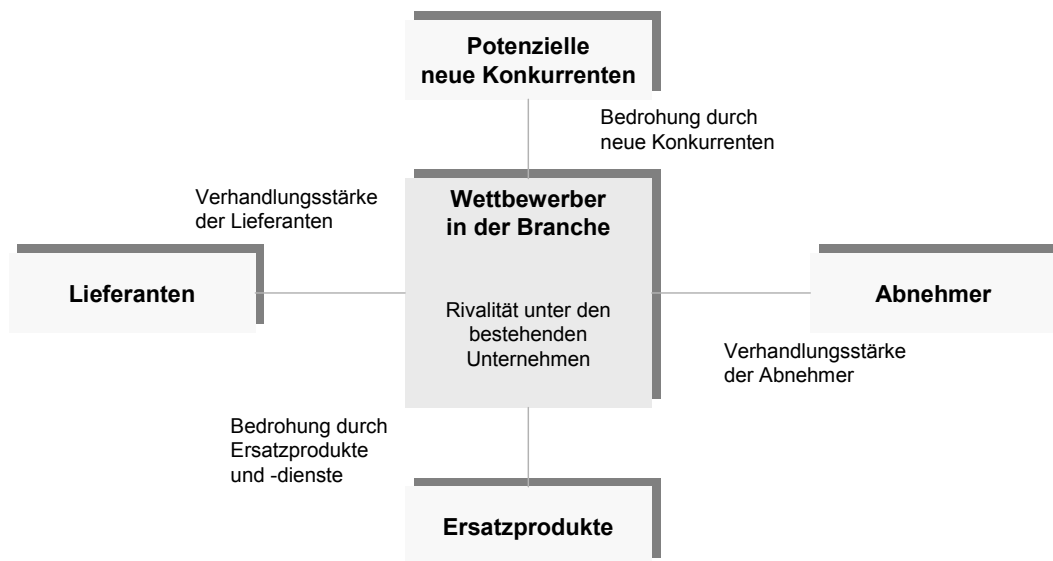 Potenzielle
neue Konkurrenten
Bedrohung durch
neue Konkurrenten
Verhandlungsstärke
der Lieferanten
Wettbewerber
in der Branche
Lieferanten
Rivalität unter den
bestehenden
Unternehmen
Abnehmer
Verhandlungsstärke
der Abnehmer
Bedrohung durch
Ersatzprodukte
und -dienste
Ersatzprodukte